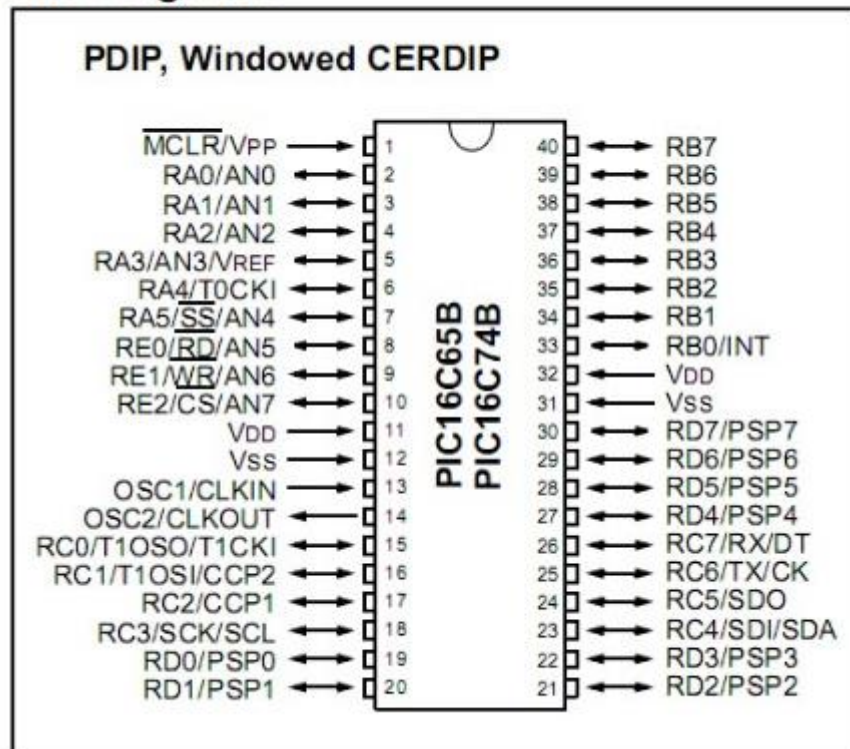 PDIP, Windowed CERDIP
MCLR/VPP 1 40 RB7
RA0/AN0 2 39 RB6
RA1/AN1 3 38 RB5
RA2/AN2 4 37 RB4
RA3/AN3/VREF 5 36 RB3
RA4/T0CKI 6 35 RB2
RA5/SS/AN4 7 34 RB1
RE0/RD/AN5 8 33 RB0/INT
RE1/WR/AN6 9 32 VDD
RE2/CS/AN7 10 31 VSS
VDD 11 30 RD7/PSP7
VSS 12 29 RD6/PSP6
OSC1/CLKIN 13 28 RD5/PSP5
OSC2/CLKOUT 14 27 RD4/PSP4
RC0/T1OSO/T1CKI 15 26 RC7/RX/DT
RC1/T1OSI/CCP2 16 25 RC6/TX/CK
RC2/CCP1 17 24 RC5/SDO
RC3/SCK/SCL 18 23 RC4/SDI/SDA
RD0/PSP0 19 22 RD3/PSP3
RD1/PSP1 20 21 RD2/PSP2
PIC16C65B
PIC16C74B